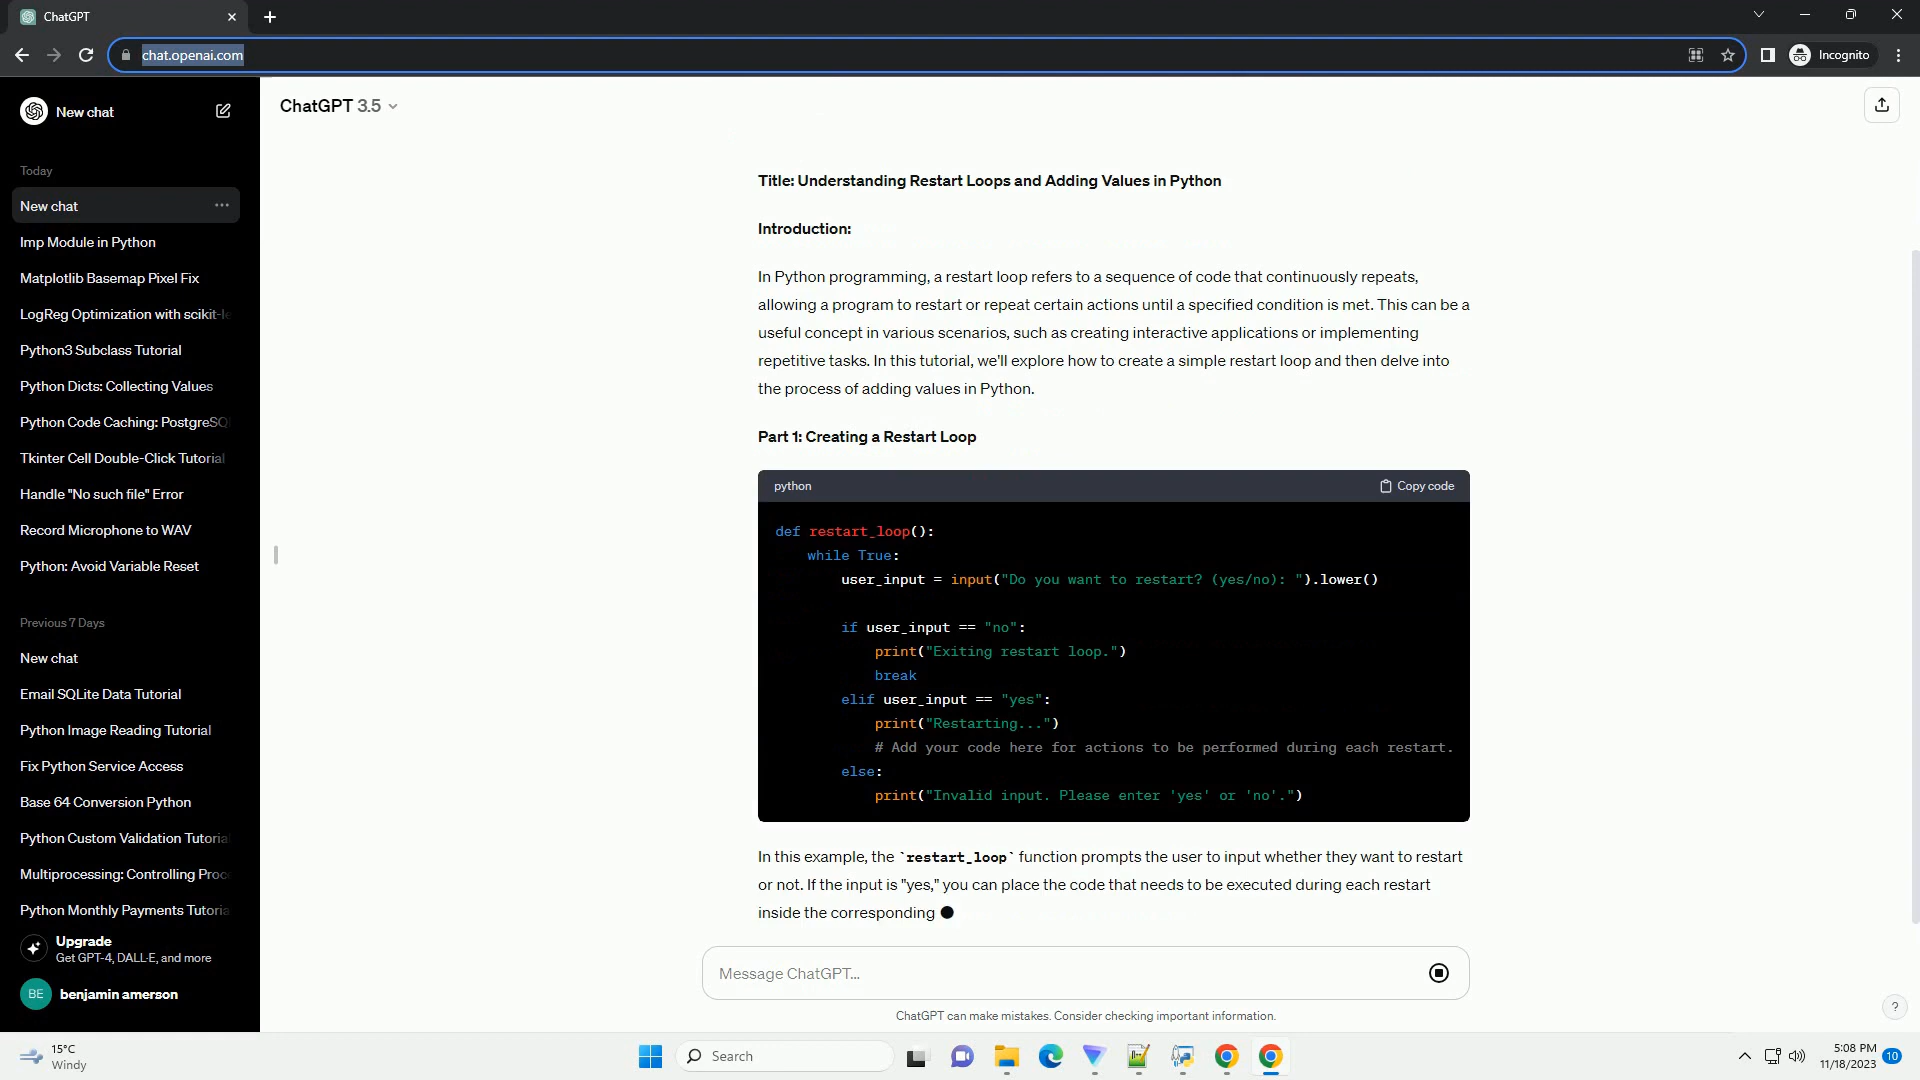 ChatGPT
chat.openai.com
Incognito
New chat
ChatGPT 3.5
Today
New chat
Imp Module in Python
Matplotlib Basemap Pixel Fix
LogReg Optimization with scikit-le
Python3 Subclass Tutorial
Python Dicts: Collecting Values
Python Code Caching: PostgreSQ
Tkinter Cell Double-Click Tutorial
Handle "No such file" Error
Record Microphone to WAV
Python: Avoid Variable Reset
Previous 7 Days
New chat
Email SQLite Data Tutorial
Python Image Reading Tutorial
Fix Python Service Access
Base 64 Conversion Python
Python Custom Validation Tutoria
Multiprocessing: Controlling Proc
Python Monthly Payments Tutoria
Upgrade
Get GPT-4, DALL·E, and more
BE
benjamin amerson
Title: Understanding Restart Loops and Adding Values in Python
Introduction:
In Python programming, a restart loop refers to a sequence of code that continuously repeats,
allowing a program to restart or repeat certain actions until a specified condition is met. This can be a
useful concept in various scenarios, such as creating interactive applications or implementing
repetitive tasks. In this tutorial, we'll explore how to create a simple restart loop and then delve into
the process of adding values in Python.
Part 1: Creating a Restart Loop
python
Copy code
def restart_loop():
while True:
user_input = input("Do you want to restart? (yes/no): ").lower()
if user_input == "no":
print("Exiting restart loop.")
break
elif user_input == "yes":
print("Restarting...")
# Add your code here for actions to be performed during each restart.
else:
print("Invalid input. Please enter 'yes' or 'no'.")
In this example, the `restart_loop` function prompts the user to input whether they want to restart
or not. If the input is "yes," you can place the code that needs to be executed during each restart
inside the corresponding
Message ChatGPT...
ChatGPT can make mistakes. Consider checking important information.
?
15°C
Windy
Search
5:08 PM
11/18/2023
10